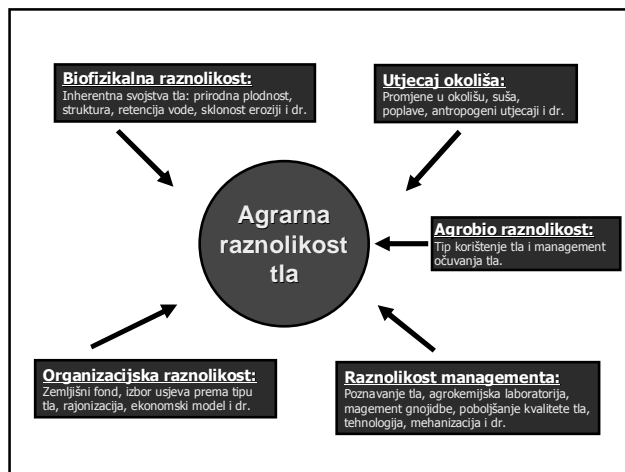 Biofizikalna raznolikost:
Inherentna svojstva tla: prirodna plodnost,
struktura, retencija vode, sklonost eroziji i dr.
Utjecaj okoliša:
Promjene u okolišu, suša,
poplave, antropogeni utjecaji i dr.
Agrarna
raznolikost
tla
Agrobio raznolikost:
Tip korištenje tla i management
očuvanja tla.
Organizacijska raznolikost:
Zemljišni fond, izbor usjeva prema tipu
tla, rajonizacija, ekonomski model i dr.
Raznolikost managementa:
Poznavanje tla, agrokemijska laboratorija,
magement gnojidbe, poboljšanje kvalitete tla,
tehnologija, mehanizacija i dr.